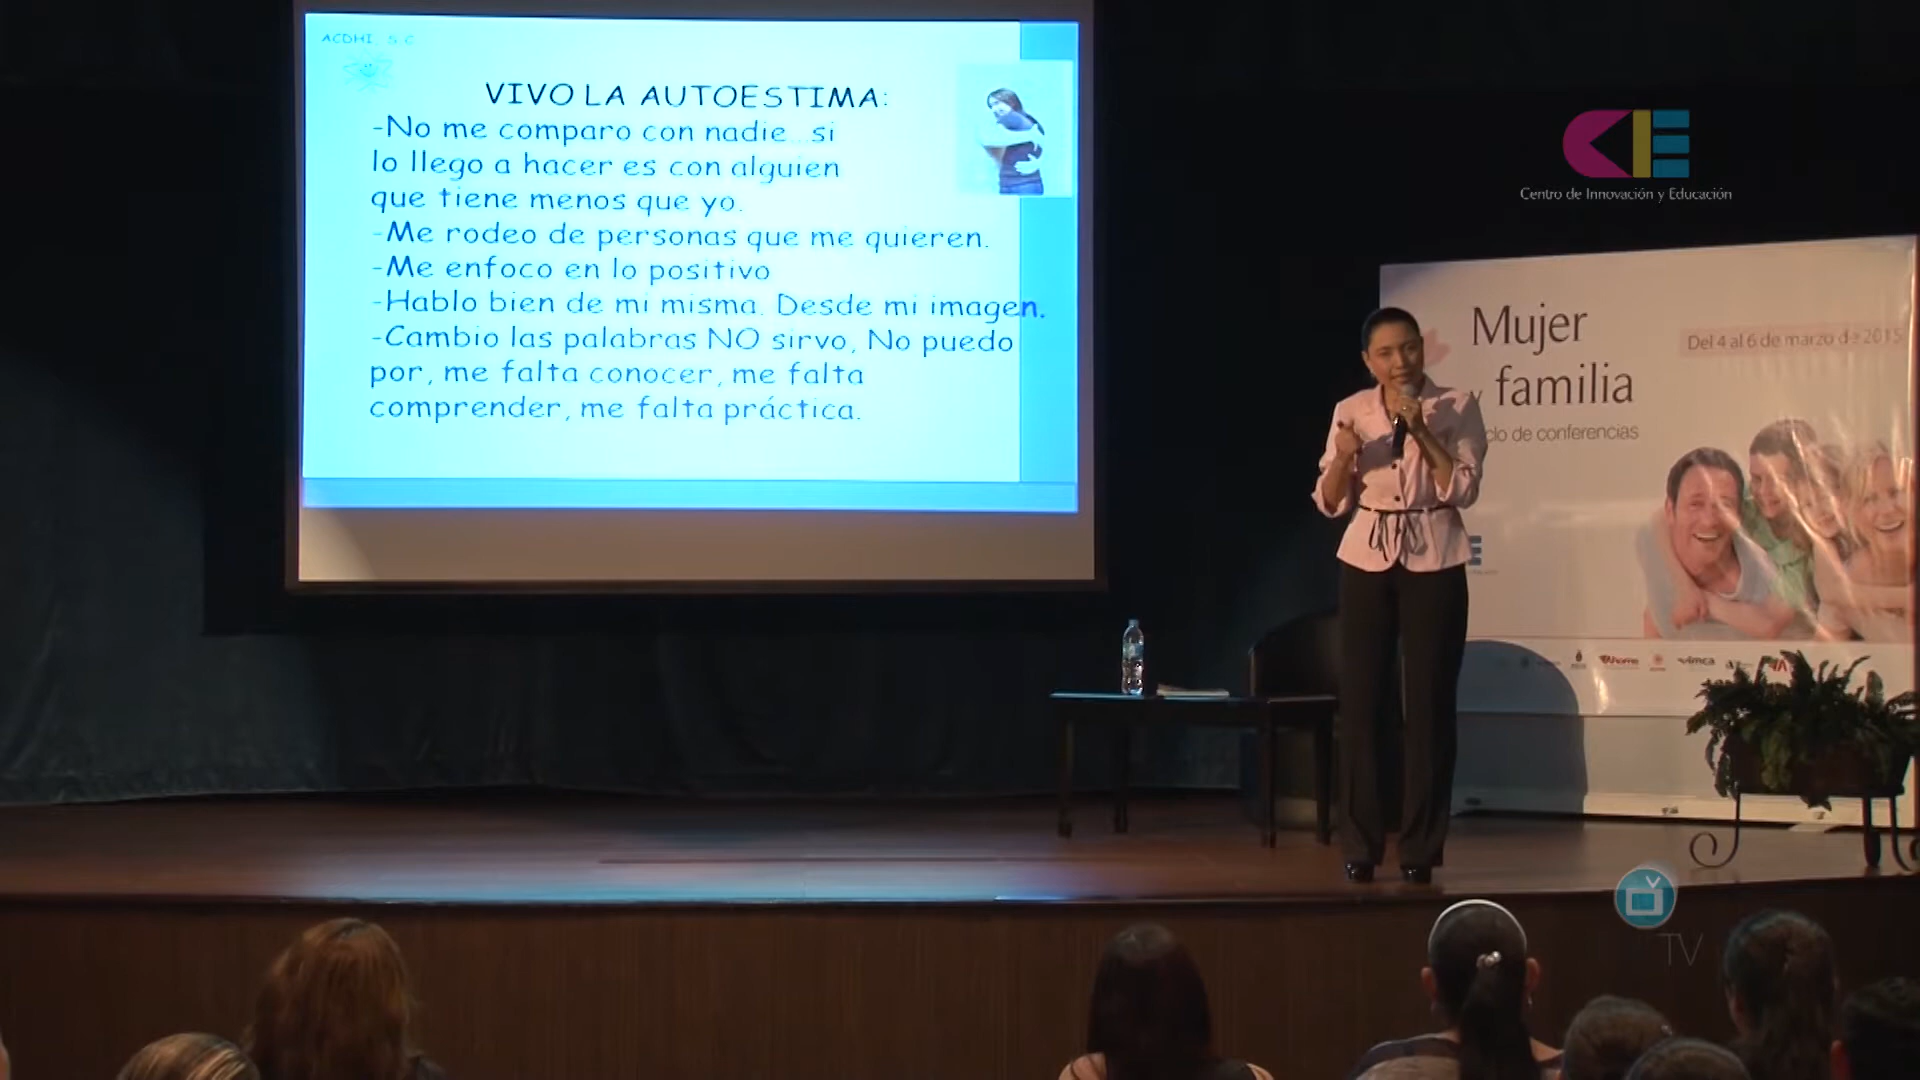 ACDHI, S.C
VIVO LA AUTOESTIMA:
-No me comparo con nadie...si
lo llego a hacer es con alguien
que tiene menos que yo.
-Me rodeo de personas que me quieren.
-Me enfoco en lo positivo
-Hablo bien de mi misma. Desde mi imagen.
-Cambio las palabras NO sirvo, No puedo
por, me falta conocer, me falta
comprender, me falta práctica.
CIE
Centro de Innovación y Educación
Mujer
y familia
clo de conferencias
Del 4 al 6 de marzo de 2015
Ahome
vimca
TV